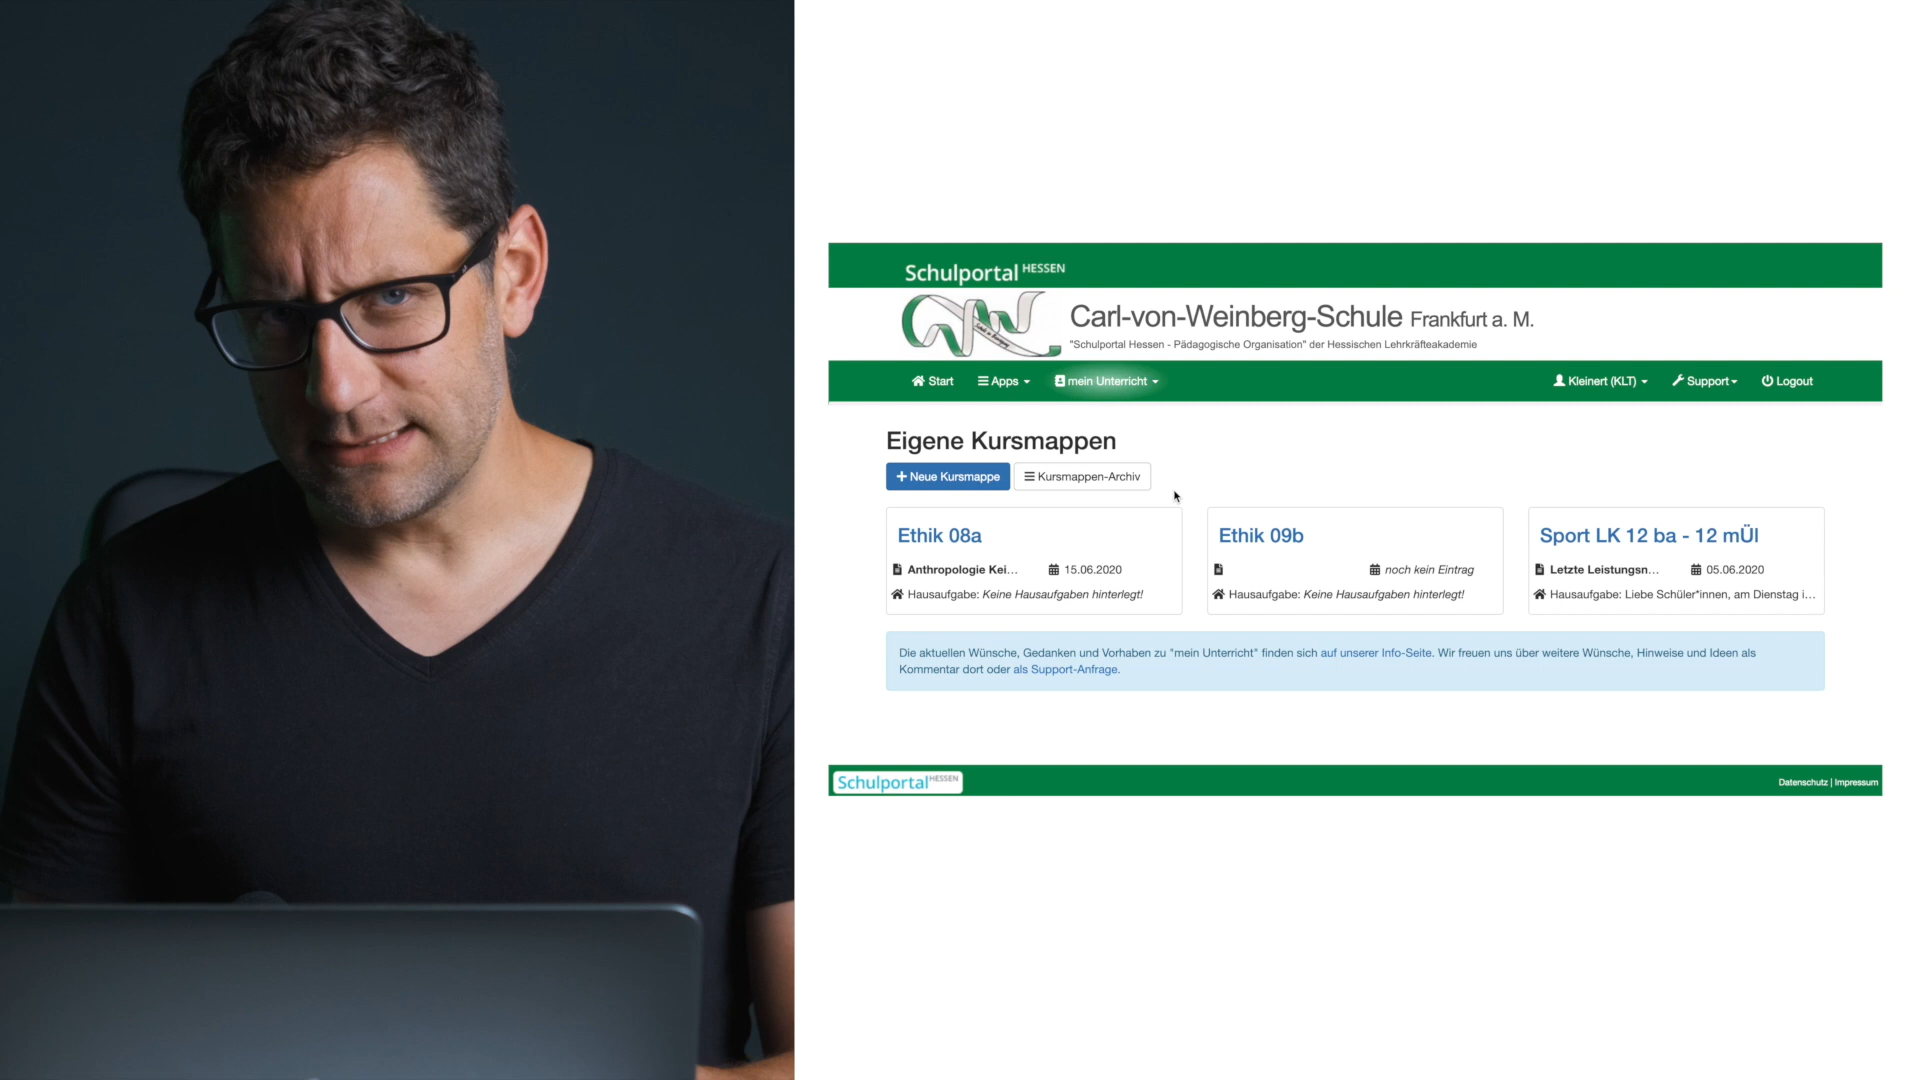 Schulportal HESSEN
Carl-von-Weinberg-Schule Frankfurt a. M.
"Schulportal Hessen - Pädagogische Organisation" der Hessischen Lehrkräfteakademie
Start Apps mein Unterricht Kleinert (KLT) Support Logout
Eigene Kursmappen
Neue Kursmappe Kursmappen-Archiv
Ethik 08a
Anthropologie Kei... 15.06.2020
Hausaufgabe: Keine Hausaufgaben hinterlegt!
Ethik 09b
noch kein Eintrag
Hausaufgabe: Keine Hausaufgaben hinterlegt!
Sport LK 12 ba - 12 mÜl
Letzte Leistungsn... 05.06.2020
Hausaufgabe: Liebe Schüler*innen, am Dienstag i...
Die aktuellen Wünsche, Gedanken und Vorhaben zu "mein Unterricht" finden sich auf unserer Info-Seite. Wir freuen uns über weitere Wünsche, Hinweise und Ideen als
Kommentar dort oder als Support-Anfrage.
Schulportal HESSEN
Datenschutz | Impressum